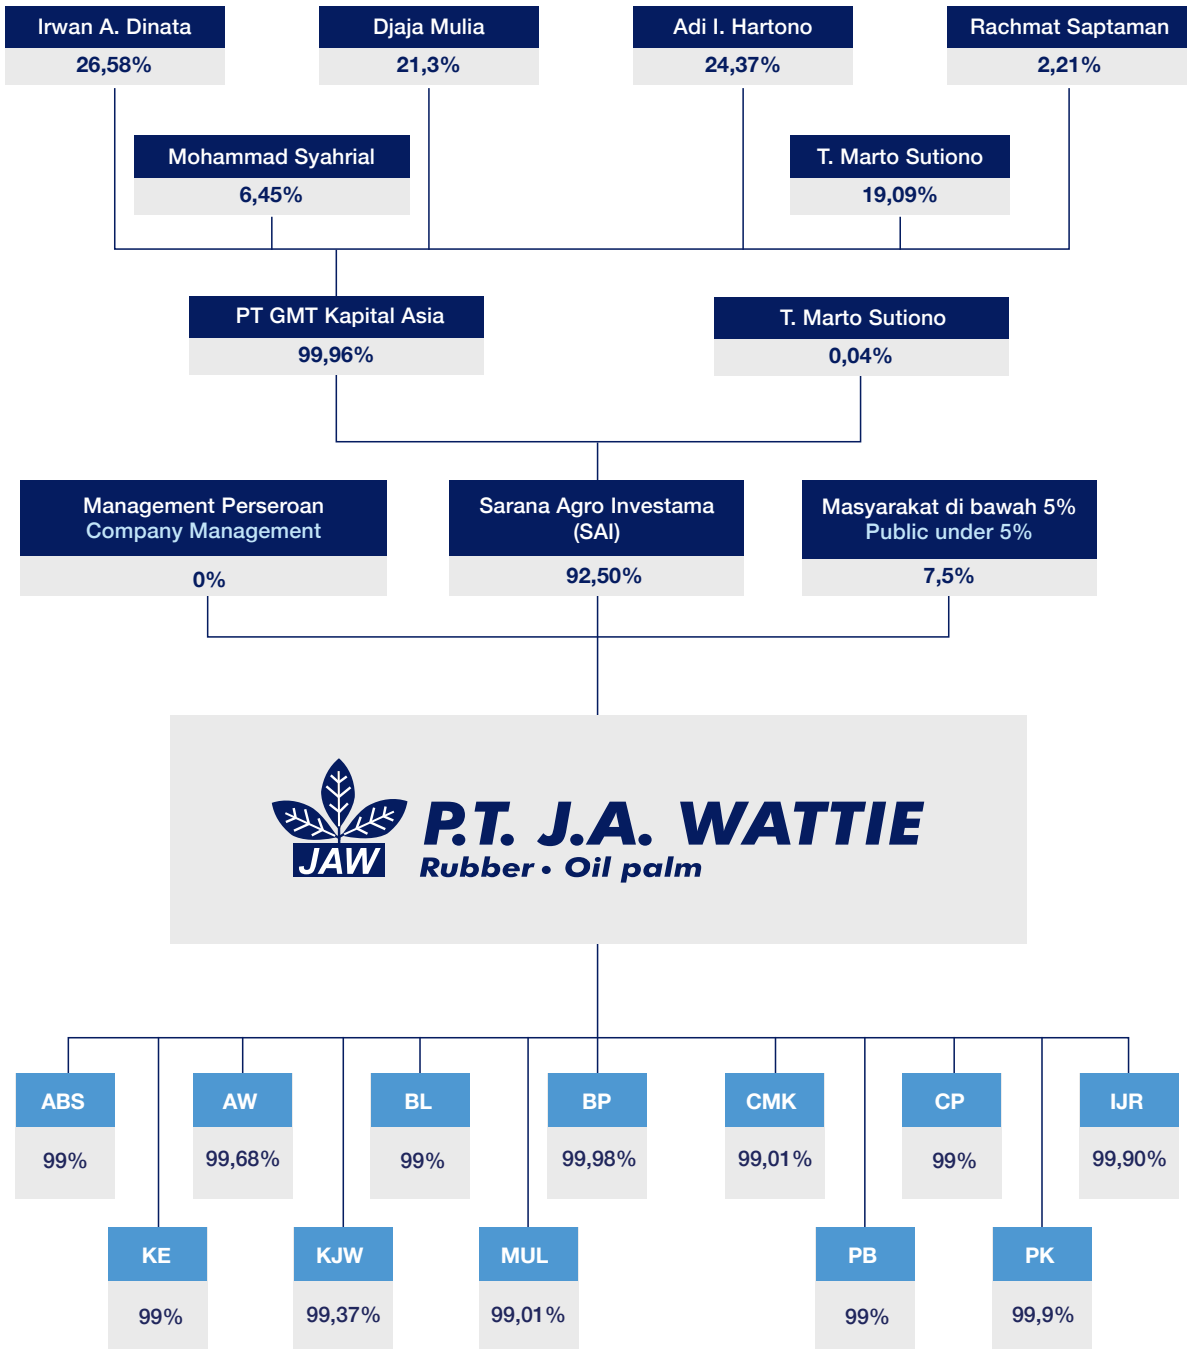 Irwan A. Dinata
26,58%
Djaja Mulia
21,3%
Adi I. Hartono
24,37%
Rachmat Saptaman
2,21%
Mohammad Syahrial
6,45%
T. Marto Sutiono
19,09%
PT GMT Kapital Asia
99,96%
T. Marto Sutiono
0,04%
Management Perseroan
Company Management
0%
Sarana Agro Investama
(SAI)
92,50%
Masyarakat di bawah 5%
Public under 5%
7,5%
JAW
P.T. J.A. WATTIE
Rubber • Oil palm
ABS
99%
AW
99,68%
BL
99%
BP
99,98%
CMK
99,01%
CP
99%
IJR
99,90%
KE
99%
KJW
99,37%
MUL
99,01%
PB
99%
PK
99,9%